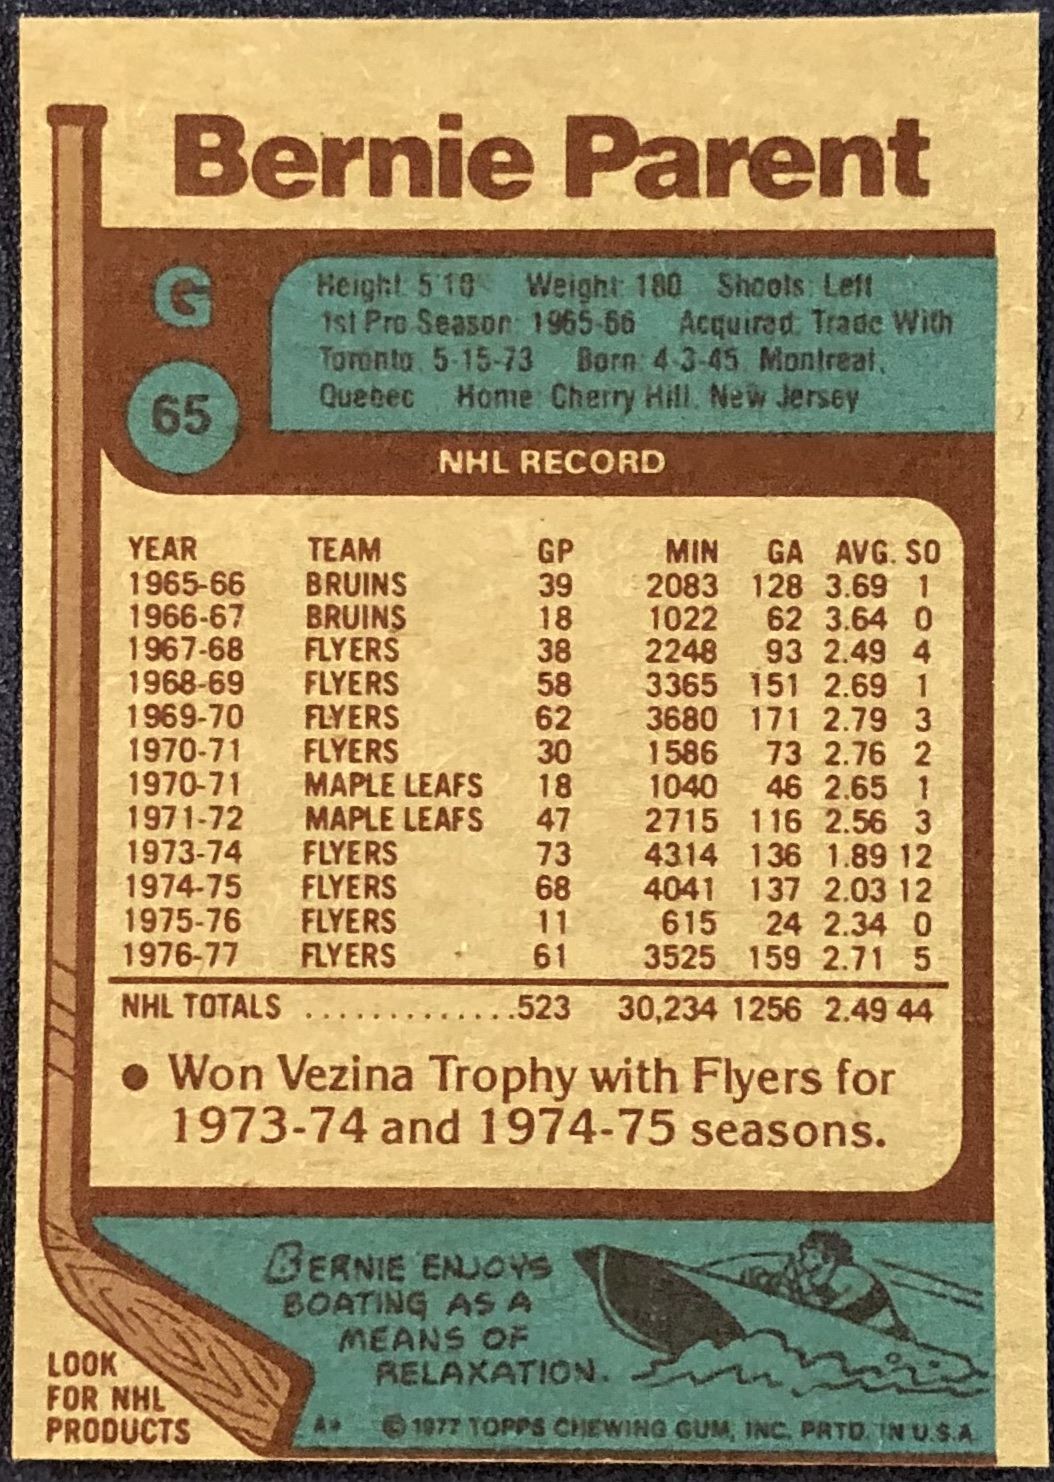 Bernie Parent
G
Height: 5'10" Weight: 180 Shoots: Left
1st Pro Season: 1965-66 Acquired: Trade With
Toronto, 5-15-73 Born: 4-3-45, Montreal,
Quebec Home: Cherry Hill, New Jersey
65
NHL RECORD
YEAR TEAM GP MIN GA AVG. SO
1965-66 BRUINS 39 2083 128 3.69 1
1966-67 BRUINS 18 1022 62 3.64 0
1967-68 FLYERS 38 2248 93 2.49 4
1968-69 FLYERS 58 3365 151 2.69 1
1969-70 FLYERS 62 3680 171 2.79 3
1970-71 FLYERS 30 1586 73 2.76 2
1970-71 MAPLE LEAFS 18 1040 46 2.65 1
1971-72 MAPLE LEAFS 47 2715 116 2.56 3
1973-74 FLYERS 73 4314 136 1.89 12
1974-75 FLYERS 68 4041 137 2.03 12
1975-76 FLYERS 11 615 24 2.34 0
1976-77 FLYERS 61 3525 159 2.71 5
NHL TOTALS ..............523 30,234 1256 2.49 44
● Won Vezina Trophy with Flyers for
1973-74 and 1974-75 seasons.
BERNIE ENJOYS
BOATING AS A
MEANS OF
RELAXATION.
LOOK
FOR NHL
PRODUCTS
A* © 1977 TOPPS CHEWING GUM, INC. PRTD. IN U.S.A.